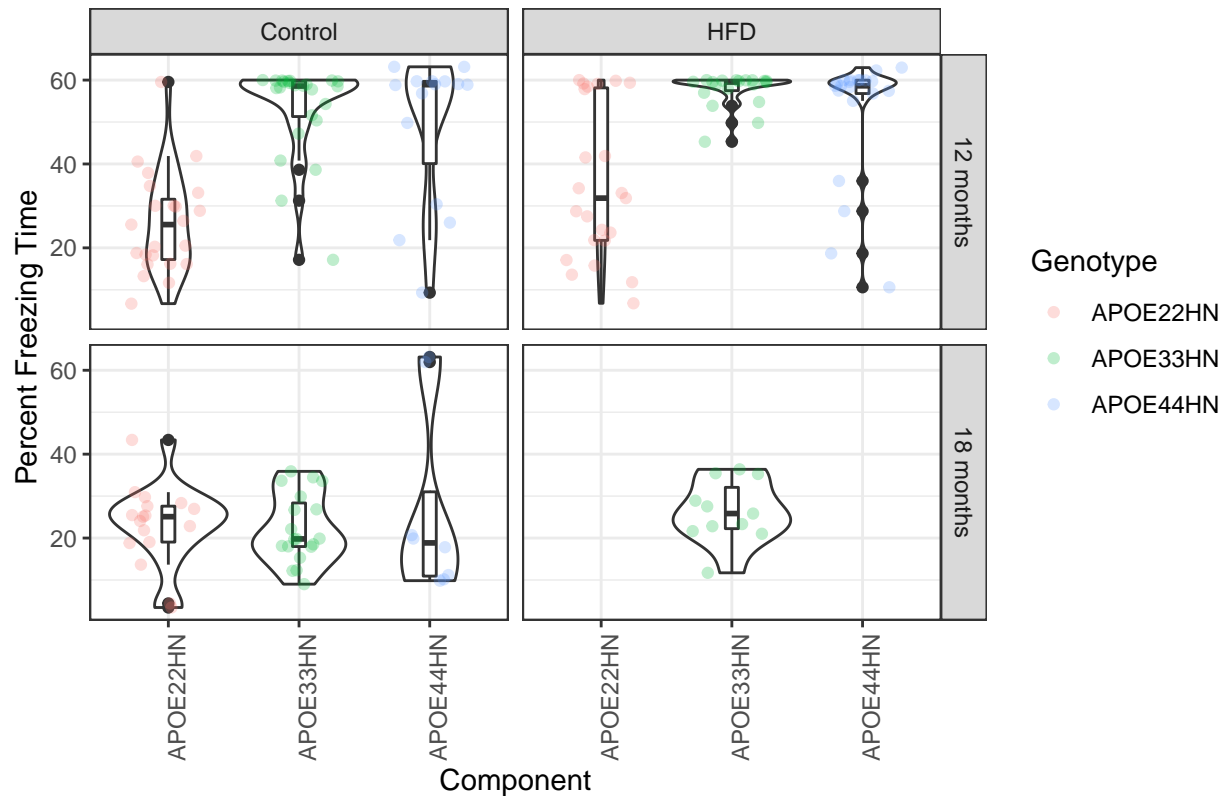 Control
HFD
60
40
20
12 months
60
40
20
18 months
Percent Freezing Time
APOE22HN
APOE33HN
APOE44HN
APOE22HN
APOE33HN
APOE44HN
Component
Genotype
APOE22HN
APOE33HN
APOE44HN